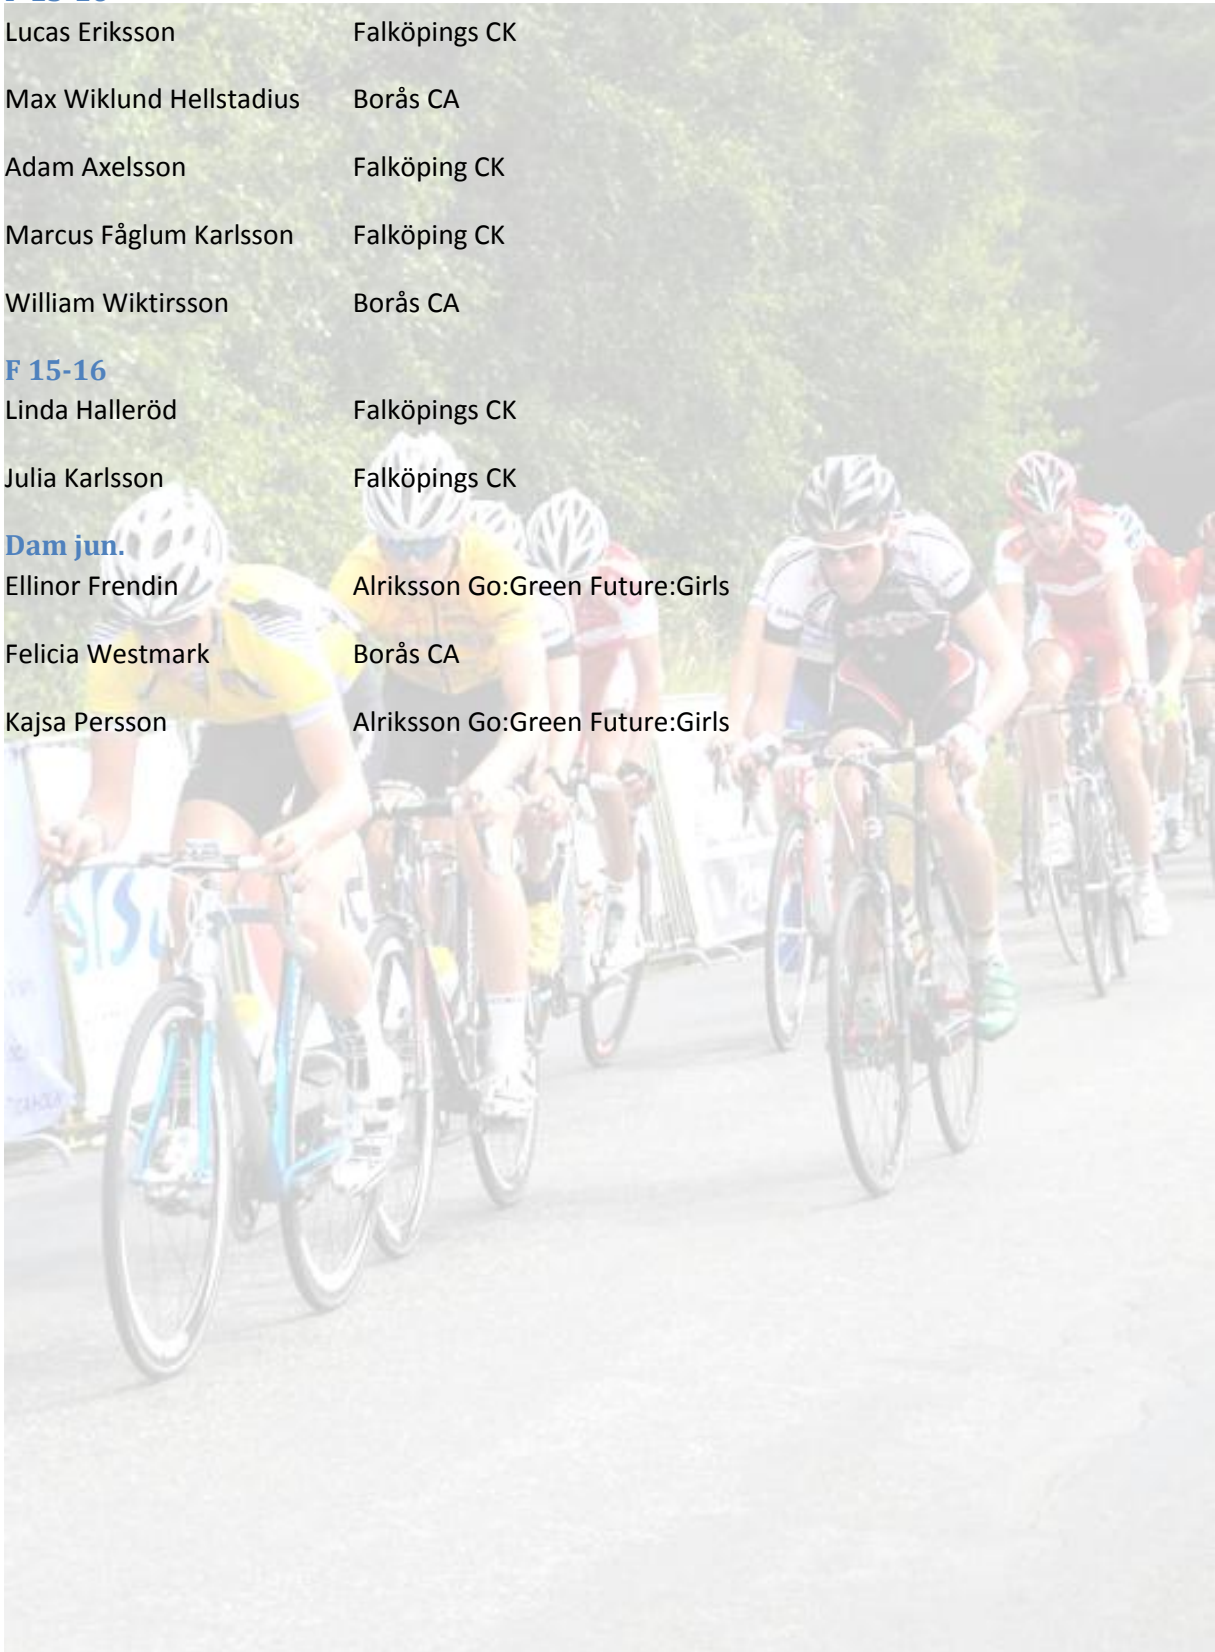 Lucas Eriksson Falköpings CK
Max Wiklund Hellstadius Borås CA
Adam Axelsson Falköping CK
Marcus Fåglum Karlsson Falköping CK
William Wiktirsson Borås CA
F 15-16
Linda Halleröd Falköpings CK
Julia Karlsson Falköpings CK
Dam jun.
Ellinor Frendin Alriksson Go:Green Future:Girls
Felicia Westmark Borås CA
Kajsa Persson Alriksson Go:Green Future:Girls